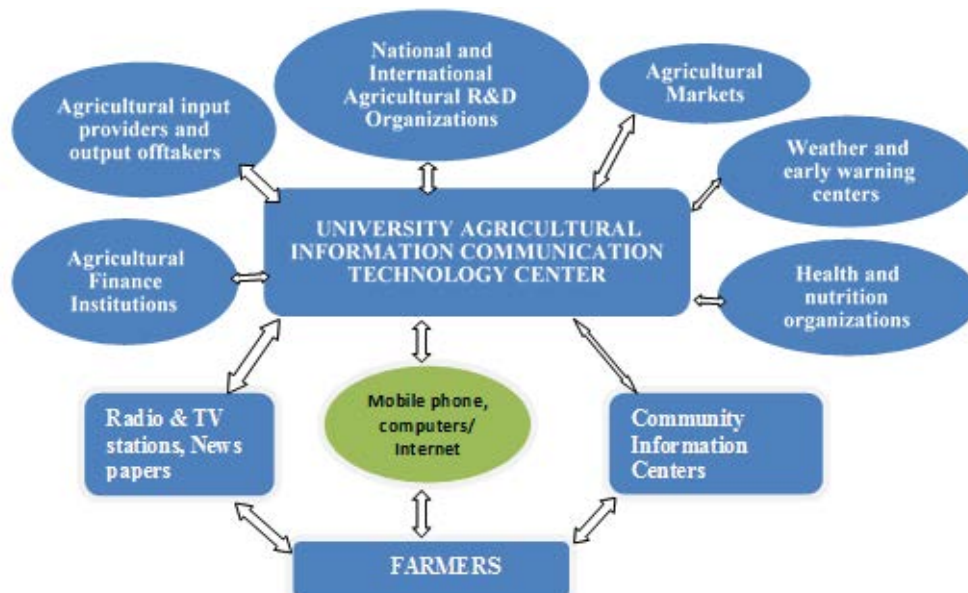 National and
International
Agricultural R&D
Organizations
Agricultural
Markets
Agricultural input
providers and
output offtakers
Weather and
early warning
centers
UNIVERSITY AGRICULTURAL
INFORMATION COMMUNICATION
TECHNOLOGY CENTER
Agricultural
Finance
Institutions
Health and
nutrition
organizations
Radio & TV
stations, News
papers
Mobile phone,
computers/
Internet
Community
Information
Centers
FARMERS